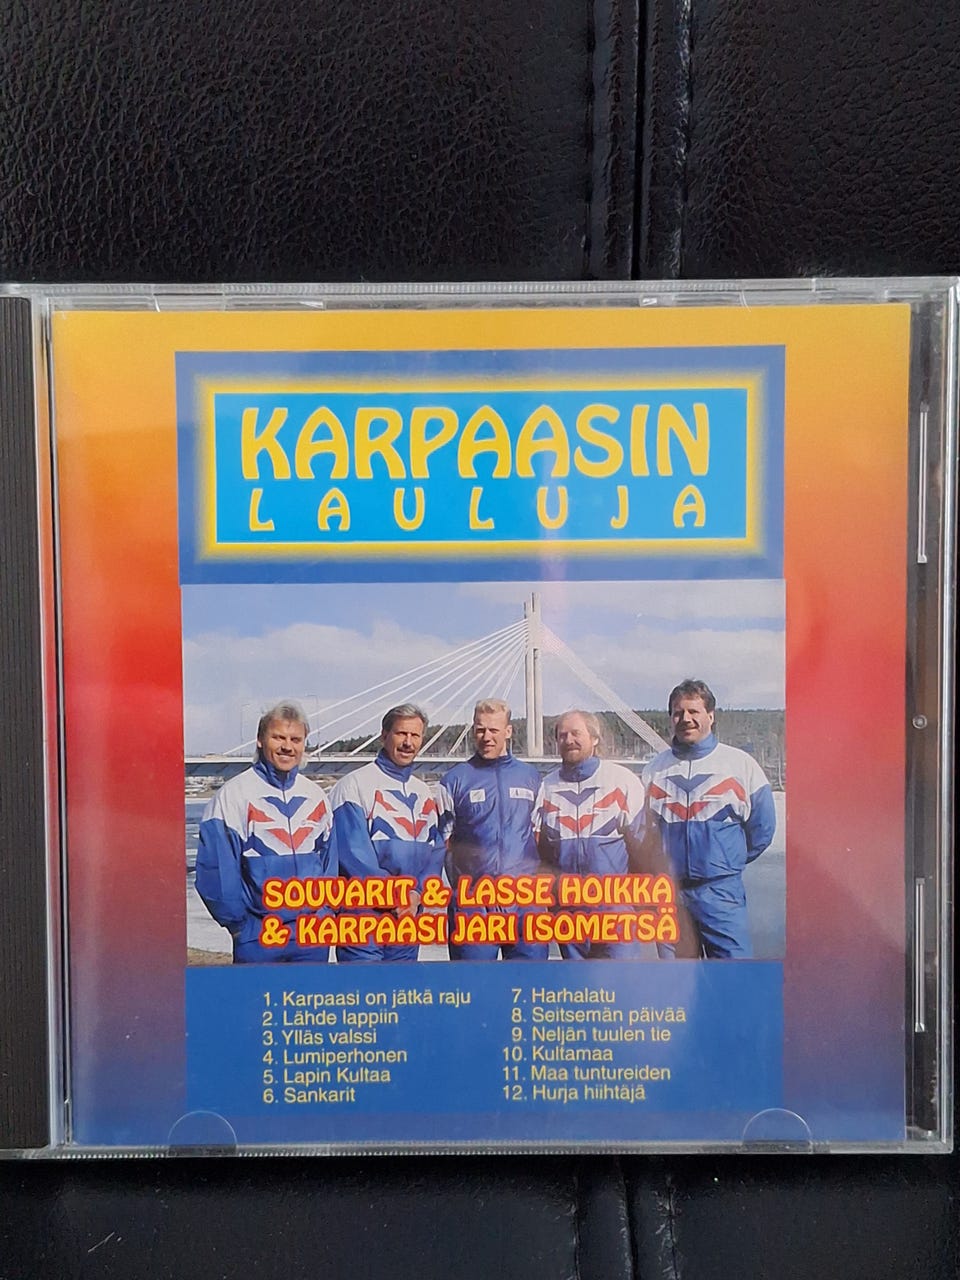 KARPAASIN
LAULUJA
SOUVARIT & LASSE HOIKKA
& KARPAASI JARI ISOMETSÄ
1. Karpaasi on jätkä raju
2. Lähde lappiin
3. Ylläs valssi
4. Lumiperhonen
5. Lapin Kultaa
6. Sankarit
7. Harhalatu
8. Seitsemän päivää
9. Neljän tuulen tie
10. Kultamaa
11. Maa tuntureiden
12. Hurja hiihtäjä